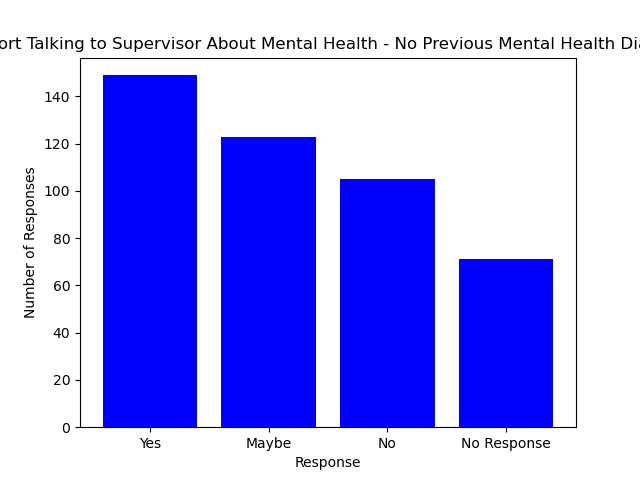 ort Talking to Supervisor About Mental Health - No Previous Mental Health Dia
140
120
100
80
60
40
20
0
Number of Responses
Yes Maybe No No Response
Response